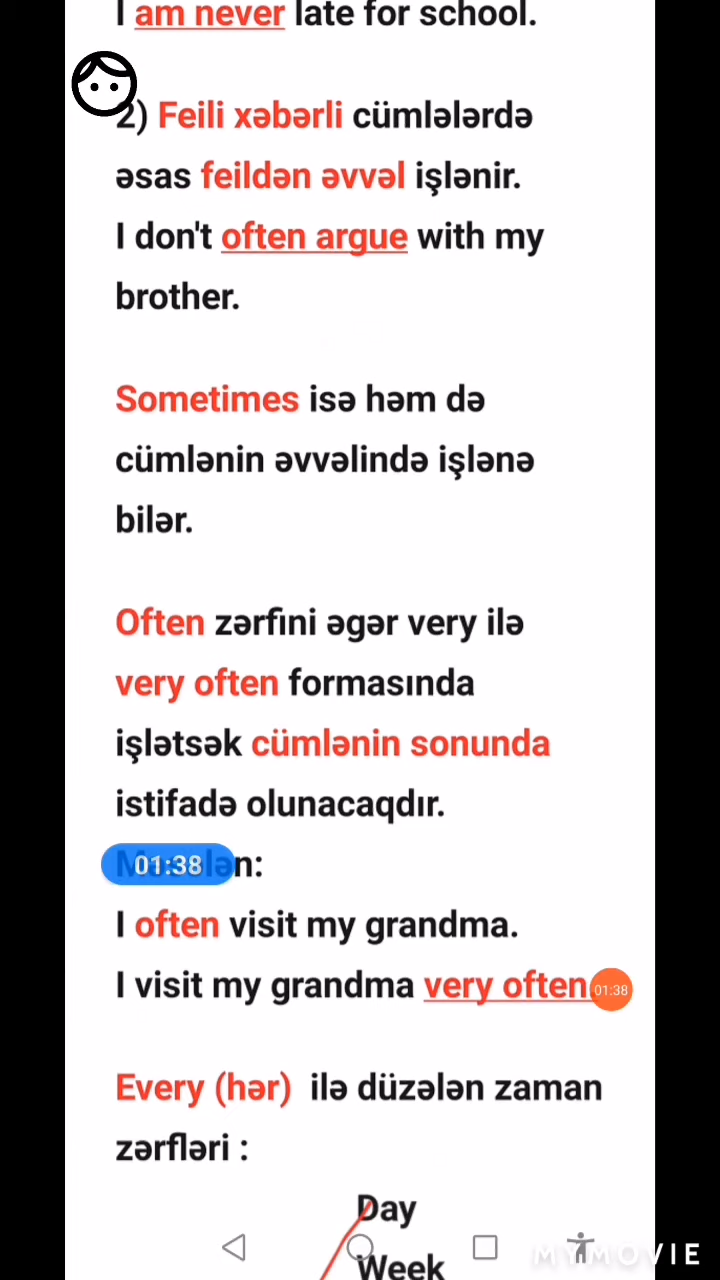 I am never late for school.
2) Feili xəbərli cümlələrdə
əsas feildən əvvəl işlənir.
I don't often argue with my
brother.
Sometimes isə həm də
cümlənin əvvəlində işlənə
bilər.
Often zərfini əgər very ilə
very often formasında
işlətsək cümlənin sonunda
istifadə olunacaqdır.
01:38
I often visit my grandma.
I visit my grandma very often
01:38
Every (hər) ilə düzələn zaman
zərfləri :
Day
Week
MYMOVIE